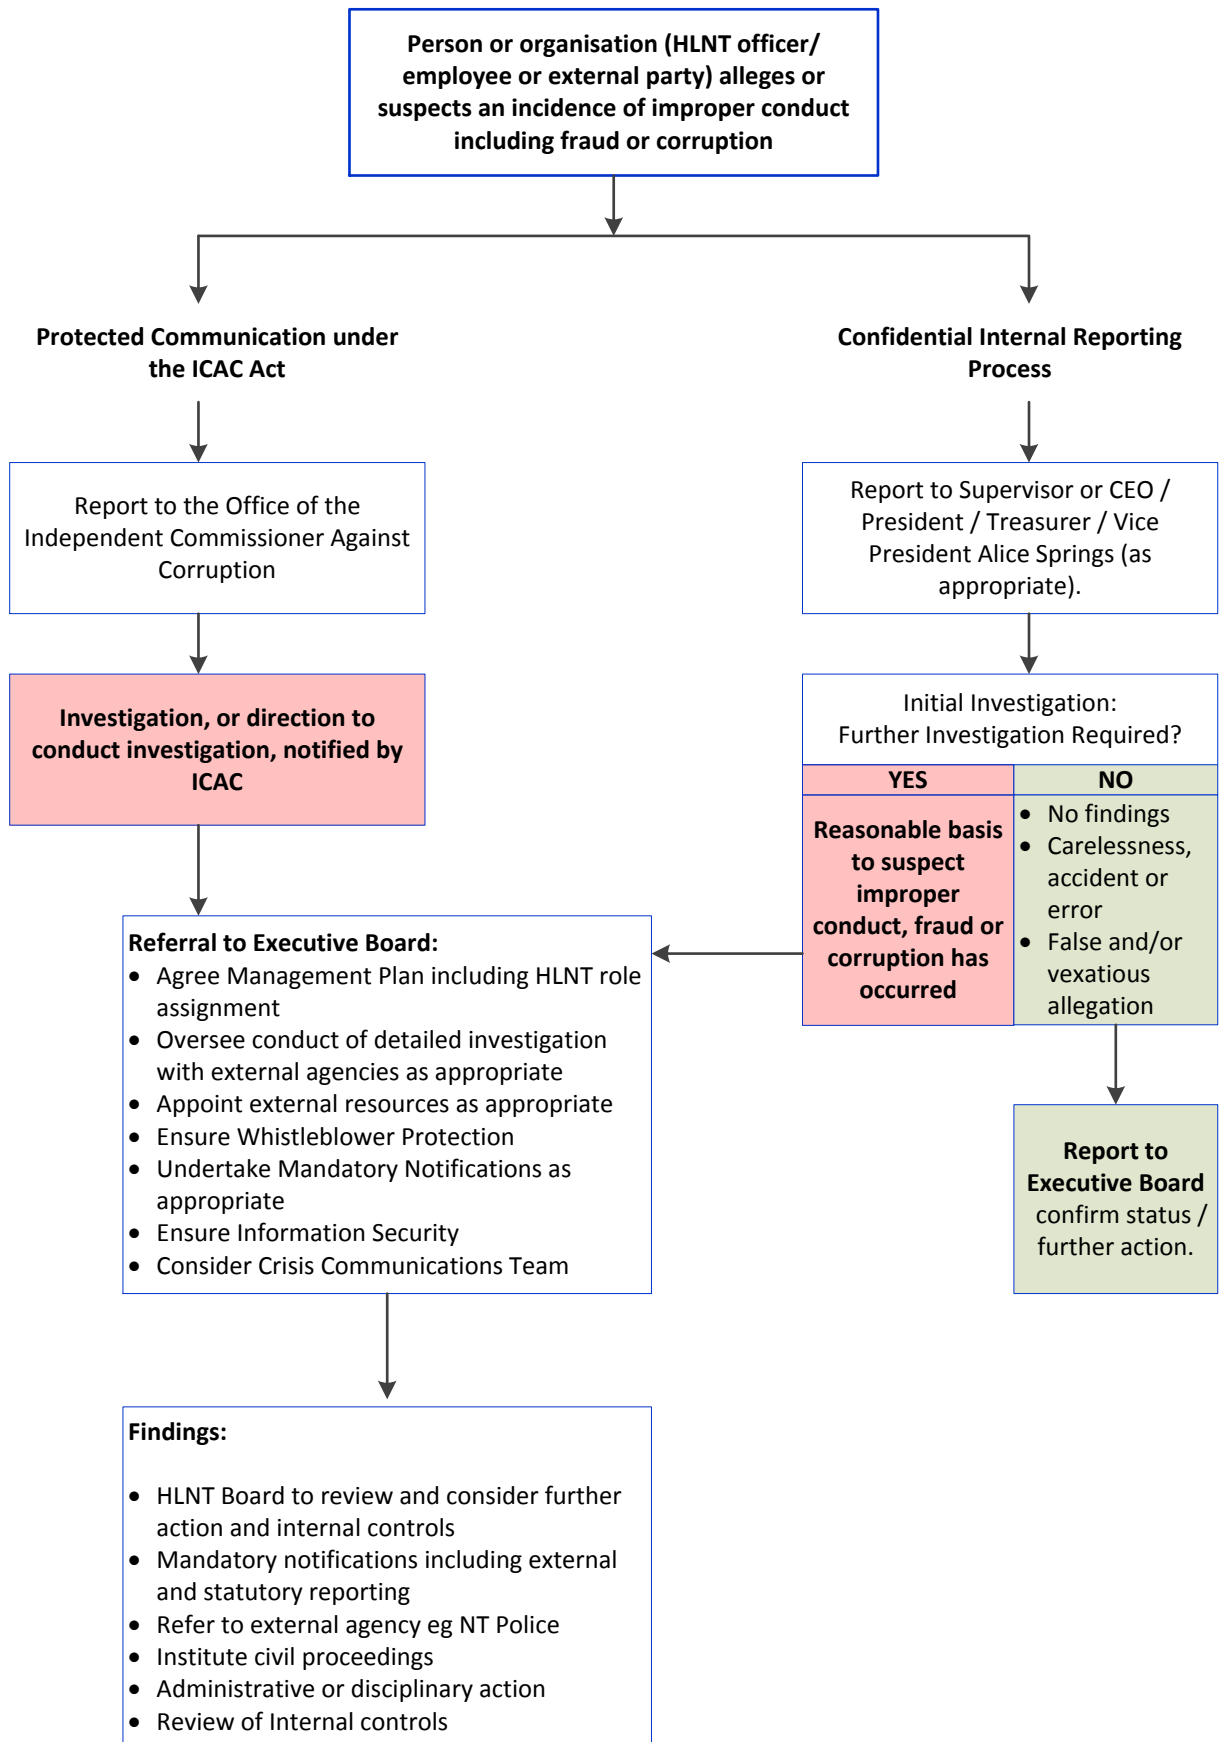 Person or organisation (HLNT officer/
employee or external party) alleges or
suspects an incidence of improper conduct
including fraud or corruption
Protected Communication under
the ICAC Act
Confidential Internal Reporting
Process
Report to the Office of the
Independent Commissioner Against
Corruption
Report to Supervisor or CEO /
President / Treasurer / Vice
President Alice Springs (as
appropriate).
Investigation, or direction to
conduct investigation, notified by
ICAC
Initial Investigation:
Further Investigation Required?
YES
Reasonable basis
to suspect
improper
conduct, fraud or
corruption has
occurred
NO
• No findings
• Carelessness,
accident or
error
• False and/or
vexatious
allegation
Referral to Executive Board:
• Agree Management Plan including HLNT role
assignment
• Oversee conduct of detailed investigation
with external agencies as appropriate
• Appoint external resources as appropriate
• Ensure Whistleblower Protection
• Undertake Mandatory Notifications as
appropriate
• Ensure Information Security
• Consider Crisis Communications Team
Report to
Executive Board
confirm status /
further action.
Findings:
• HLNT Board to review and consider further
action and internal controls
• Mandatory notifications including external
and statutory reporting
• Refer to external agency eg NT Police
• Institute civil proceedings
• Administrative or disciplinary action
• Review of Internal controls